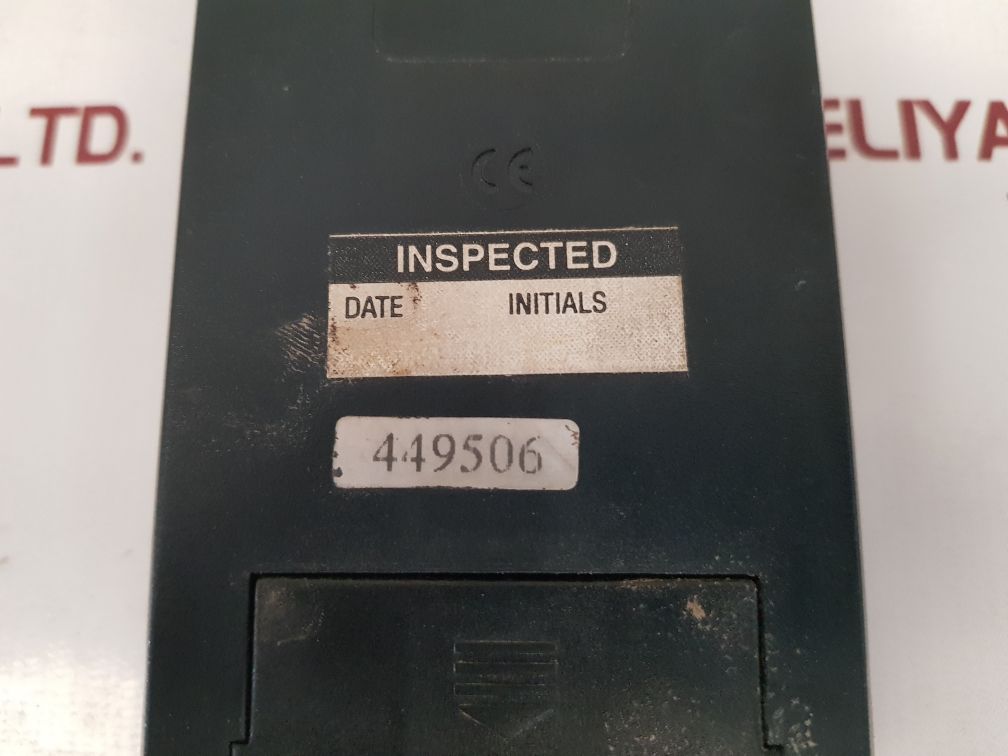 LTD.
ELIYA
CE
INSPECTED
DATE INITIALS
449506